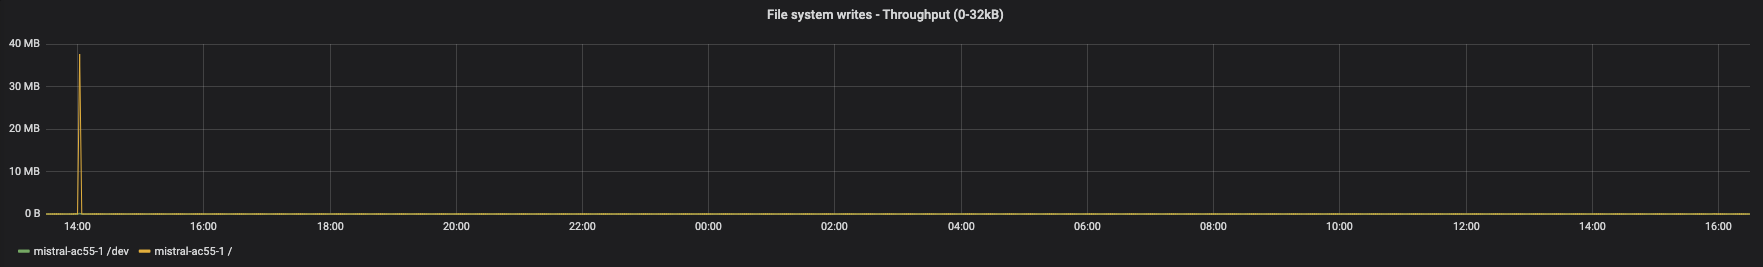 File system writes - Throughput (0-32kB)
40 MB
30 MB
20 MB
10 MB
0 B
14:00 16:00 18:00 20:00 22:00 00:00 02:00 04:00 06:00 08:00 10:00 12:00 14:00 16:00
mistral-ac55-1 /dev mistral-ac55-1 /